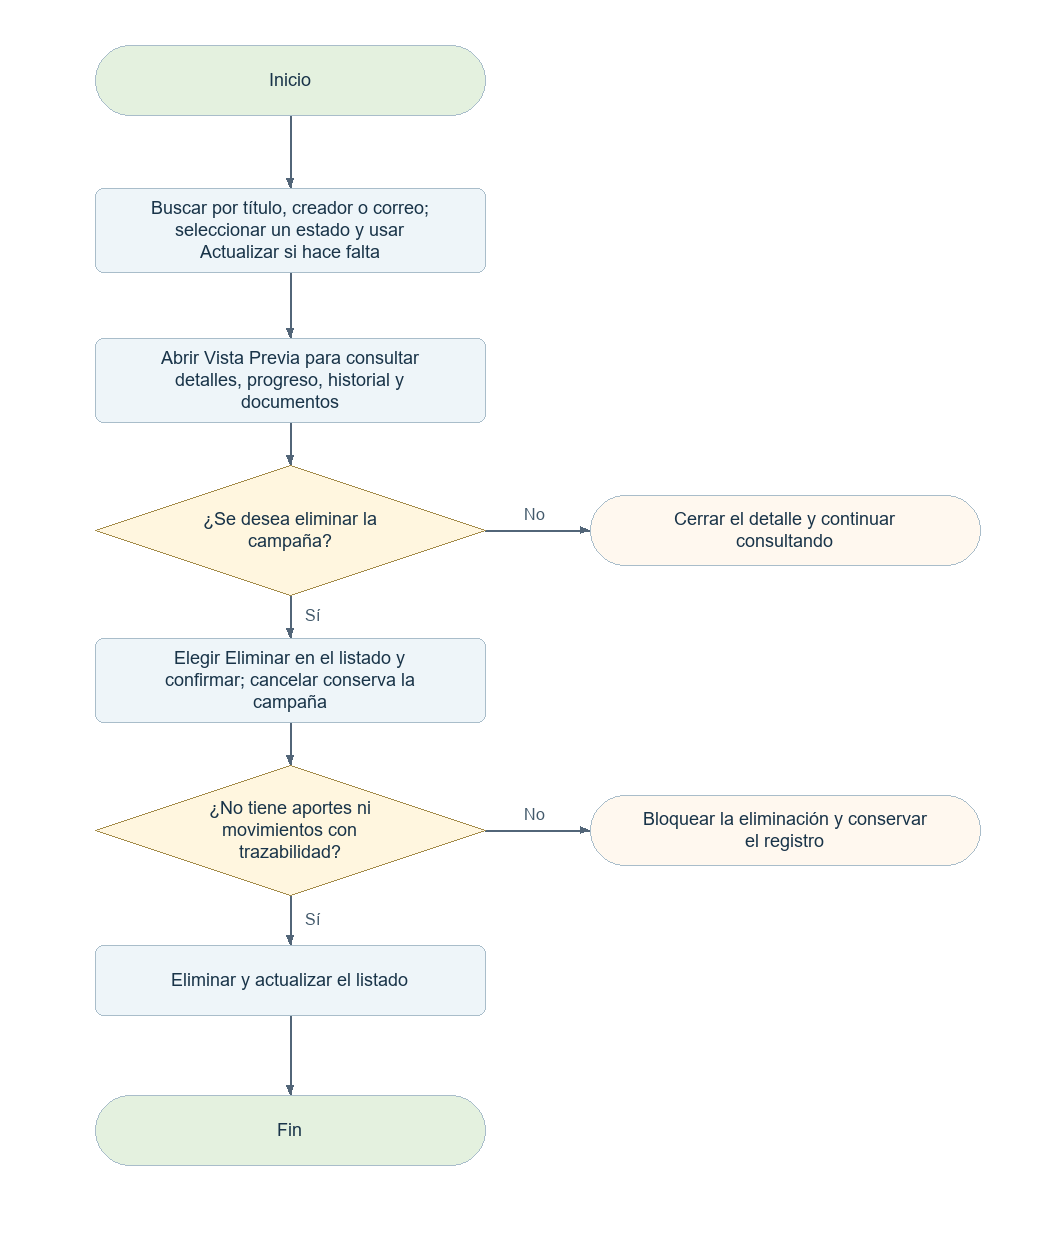 Inicio
Buscar por título, creador o correo;
seleccionar un estado y usar
Actualizar si hace falta
Abrir Vista Previa para consultar
detalles, progreso, historial y
documentos
¿Se desea eliminar la
campaña?
No
Cerrar el detalle y continuar
consultando
Sí
Elegir Eliminar en el listado y
confirmar; cancelar conserva la
campaña
¿No tiene aportes ni
movimientos con
trazabilidad?
No
Bloquear la eliminación y conservar
el registro
Sí
Eliminar y actualizar el listado
Fin